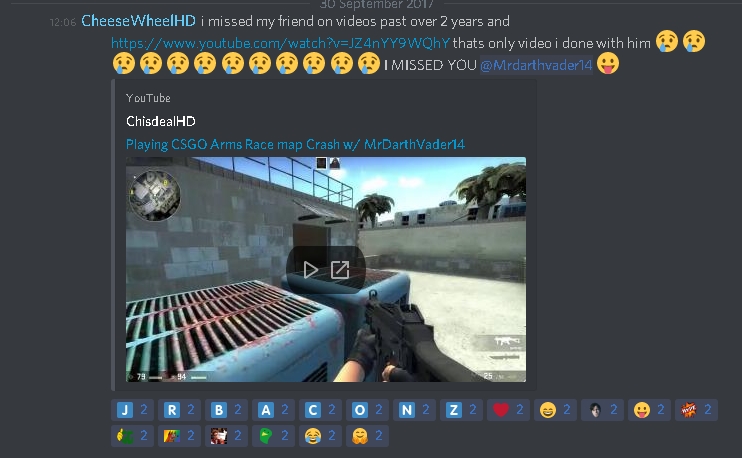 30 September 2017
12:06 CheeseWheelHD i missed my friend on videos past over 2 years and
https://www.youtube.com/watch?v=JZ4nYY9WQhY thats only video i done with him 😢 😢
😢 😢 😢 😢 😢 😢 😢 😢 😢 😢 I MISSED YOU @Mrdarthvader14 😛
YouTube
ChisdealHD
Playing CSGO Arms Race map Crash w/ MrDarthVader14
79 94 25
J 2 R 2 B 2 A 2 C 2 O 2 N 2 Z 2 ❤️ 2 😄 2 2 😛 2 2
2 2 2 2 😂 2 🤗 2